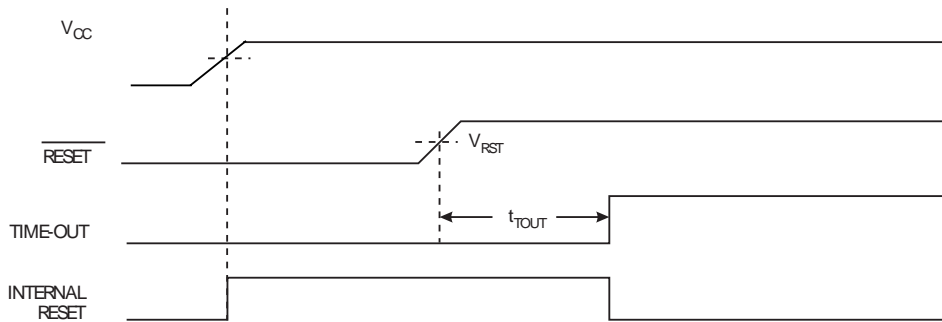 VCC
RESET
VRST
TIME-OUT
tTOUT
INTERNAL
RESET